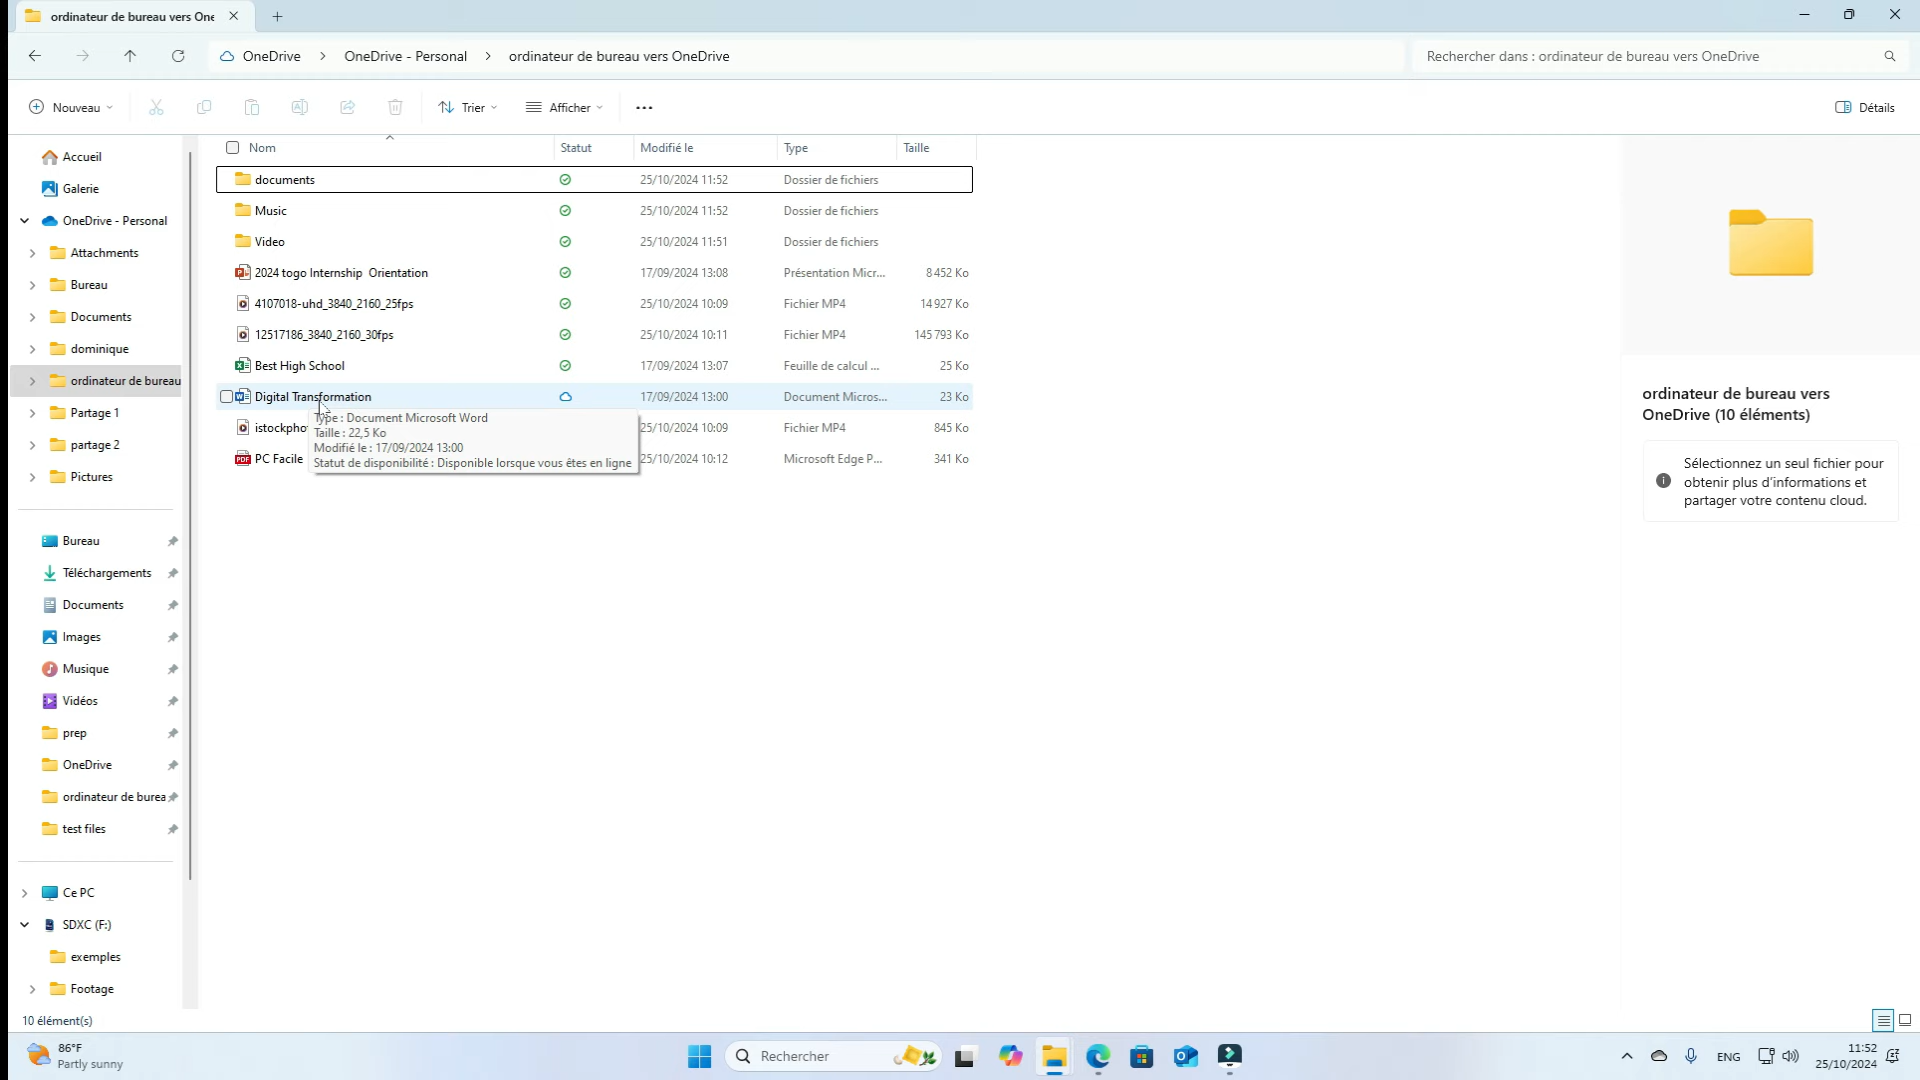 ordinateur de bureau vers One
OneDrive > OneDrive - Personal > ordinateur de bureau vers OneDrive
Rechercher dans : ordinateur de bureau vers OneDrive
Nouveau
Trier
Afficher
Détails
Accueil
Galerie
OneDrive - Personal
Attachments
Bureau
Documents
dominique
ordinateur de bureau
Partage 1
partage 2
Pictures
Bureau
Téléchargements
Documents
Images
Musique
Vidéos
prep
OneDrive
ordinateur de burea
test files
Ce PC
SDXC (F:)
exemples
Footage
Nom Statut Modifié le Type Taille
documents 25/10/2024 11:52 Dossier de fichiers
Music 25/10/2024 11:52 Dossier de fichiers
Video 25/10/2024 11:51 Dossier de fichiers
2024 togo Internship Orientation 17/09/2024 13:08 Présentation Micr... 8 452 Ko
4107018-uhd_3840_2160_25fps 25/10/2024 10:09 Fichier MP4 14 927 Ko
12517186_3840_2160_30fps 25/10/2024 10:11 Fichier MP4 145 793 Ko
Best High School 17/09/2024 13:07 Feuille de calcul ... 25 Ko
Digital Transformation 17/09/2024 13:00 Document Micros... 23 Ko
istockpho 25/10/2024 10:09 Fichier MP4 845 Ko
PC Facile 25/10/2024 10:12 Microsoft Edge P... 341 Ko
Type : Document Microsoft Word
Taille : 22,5 Ko
Modifié le : 17/09/2024 13:00
Statut de disponibilité : Disponible lorsque vous êtes en ligne
ordinateur de bureau vers
OneDrive (10 éléments)
Sélectionnez un seul fichier pour
obtenir plus d'informations et
partager votre contenu cloud.
10 élément(s)
86°F
Partly sunny
Rechercher
ENG
11:52
25/10/2024